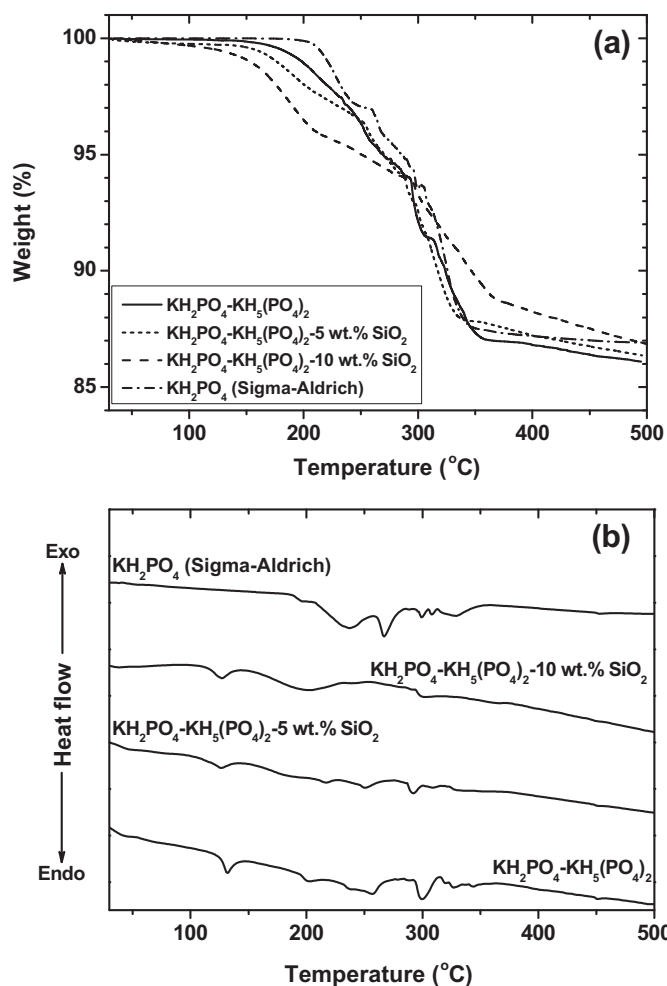 (a)
100
95
90
85
Weight (%)
KH₂PO₄-KH₅(PO₄)₂
KH₂PO₄-KH₅(PO₄)₂-5 wt.% SiO₂
KH₂PO₄-KH₅(PO₄)₂-10 wt.% SiO₂
KH₂PO₄ (Sigma-Aldrich)
100 200 300 400 500
Temperature (°C)
(b)
Exo
Heat flow
Endo
KH₂PO₄ (Sigma-Aldrich)
KH₂PO₄-KH₅(PO₄)₂-10 wt.% SiO₂
KH₂PO₄-KH₅(PO₄)₂-5 wt.% SiO₂
KH₂PO₄-KH₅(PO₄)₂
100 200 300 400 500
Temperature (°C)